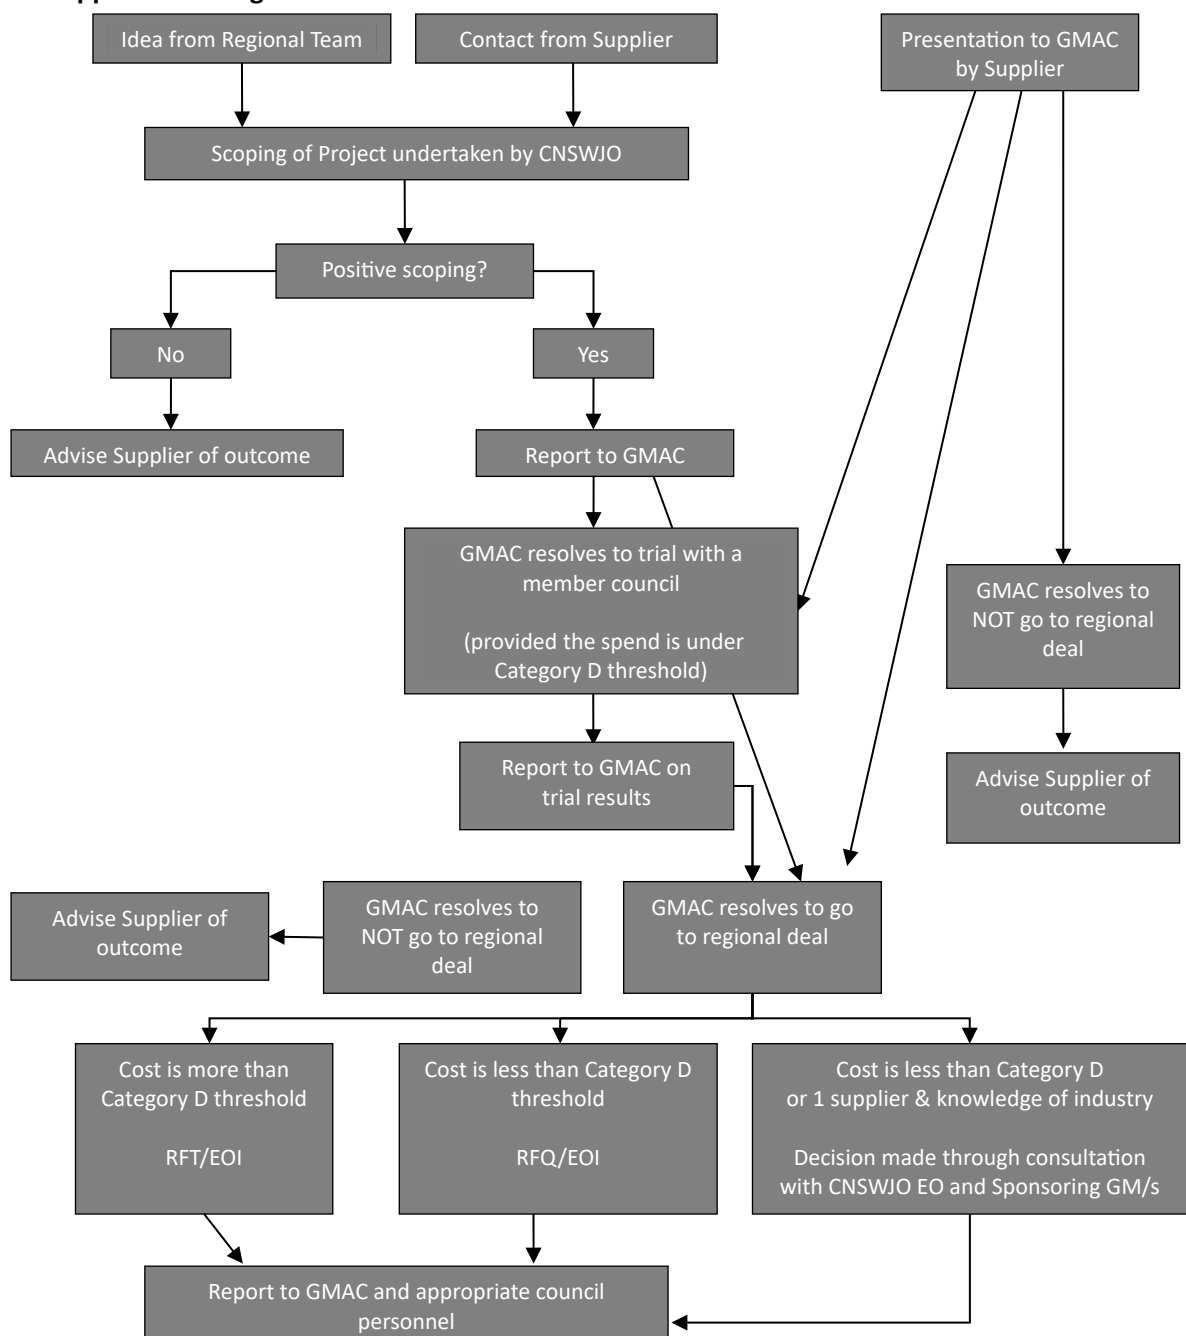 Idea from Regional Team
Contact from Supplier
Presentation to GMAC
by Supplier
Scoping of Project undertaken by CNSWJO
Positive scoping?
No
Yes
Advise Supplier of outcome
Report to GMAC
GMAC resolves to trial with a
member council
(provided the spend is under
Category D threshold)
GMAC resolves to
NOT go to regional
deal
Report to GMAC on
trial results
Advise Supplier of
outcome
Advise Supplier of
outcome
GMAC resolves to
NOT go to regional
deal
GMAC resolves to go
to regional deal
Cost is more than
Category D threshold
RFT/EOI
Cost is less than Category D
threshold
RFQ/EOI
Cost is less than Category D
or 1 supplier & knowledge of industry
Decision made through consultation
with CNSWJO EO and Sponsoring GM/s
Report to GMAC and appropriate council
personnel